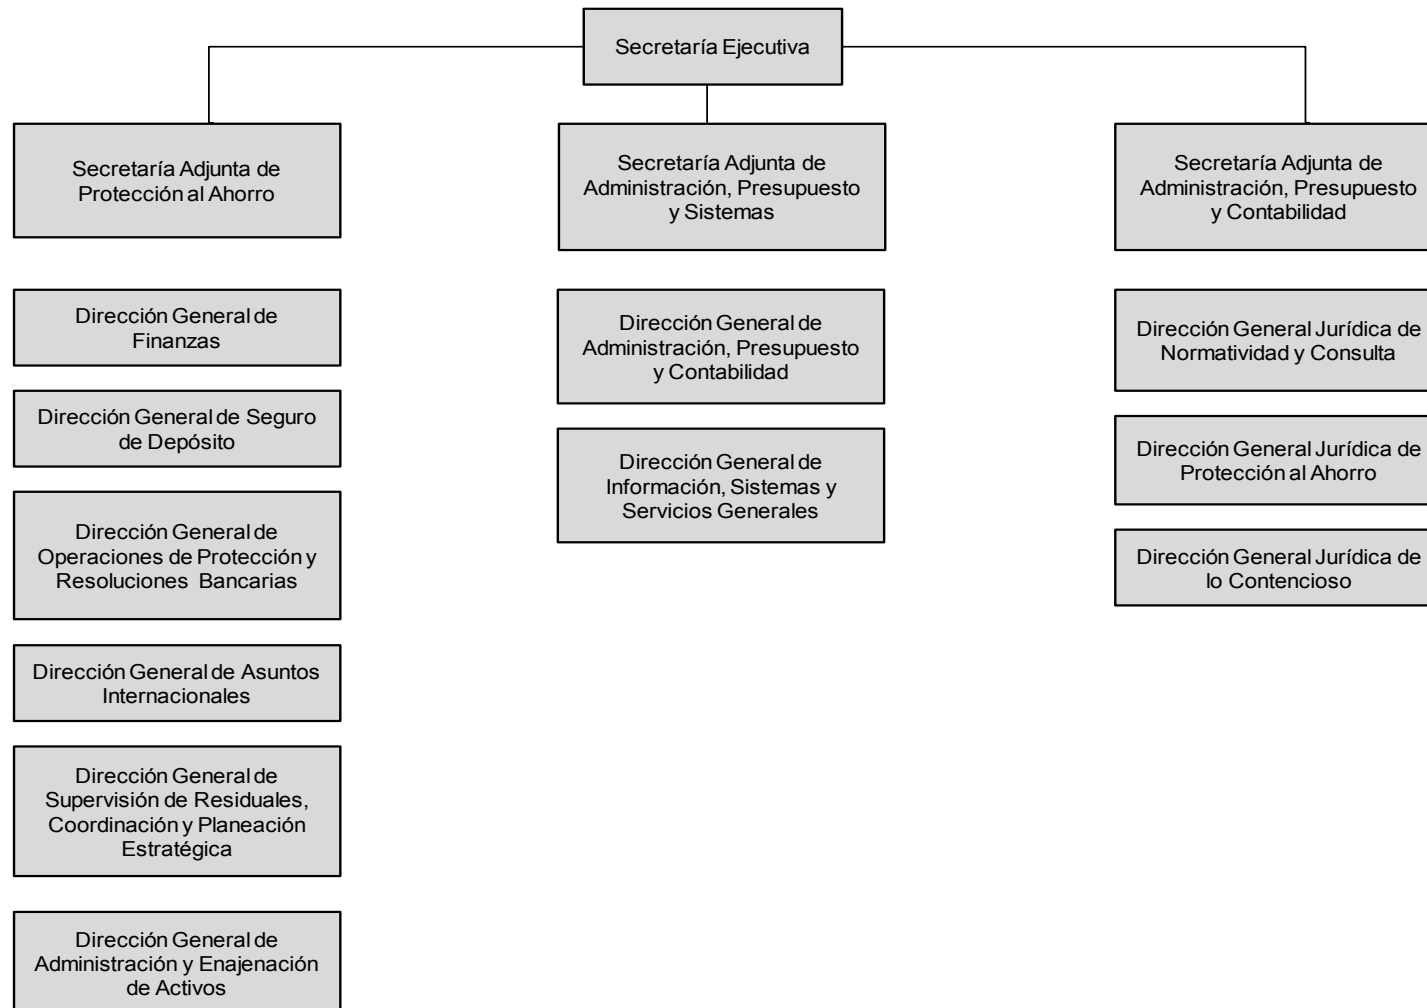 Secretaría Ejecutiva
Secretaría Adjunta de
Protección al Ahorro
Secretaría Adjunta de
Administración, Presupuesto
y Sistemas
Secretaría Adjunta de
Administración, Presupuesto
y Contabilidad
Dirección General de
Finanzas
Dirección General de Seguro
de Depósito
Dirección General de
Operaciones de Protección y
Resoluciones Bancarias
Dirección General de Asuntos
Internacionales
Dirección General de
Supervisión de Residuales,
Coordinación y Planeación
Estratégica
Dirección General de
Administración y Enajenación
de Activos
Dirección General de
Administración, Presupuesto
y Contabilidad
Dirección General de
Información, Sistemas y
Servicios Generales
Dirección General Jurídica de
Normatividad y Consulta
Dirección General Jurídica de
Protección al Ahorro
Dirección General Jurídica de
lo Contencioso